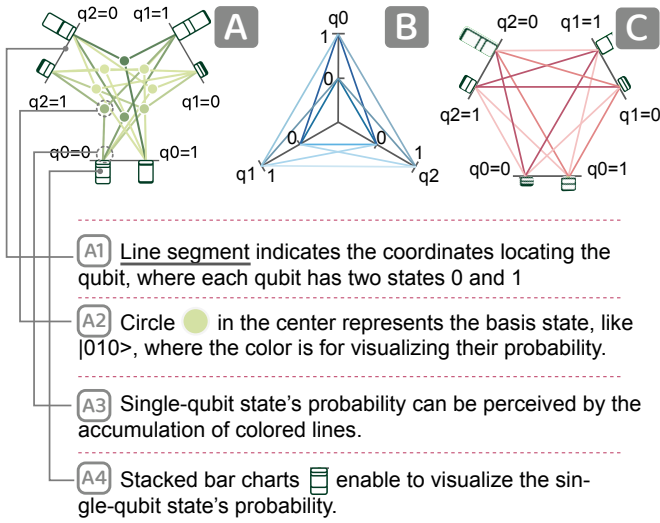 q2=0
q1=1
A
q2=1
q1=0
q0=0
q0=1
q0
1
B
0
0
0
q1
1
1
q2
q2=0
q1=1
C
q2=1
q1=0
q0=0
q0=1
A1 Line segment indicates the coordinates locating the
qubit, where each qubit has two states 0 and 1
A2 Circle in the center represents the basis state, like
|010>, where the color is for visualizing their probability.
A3 Single-qubit state's probability can be perceived by the
accumulation of colored lines.
A4 Stacked bar charts enable to visualize the sin-
gle-qubit state's probability.